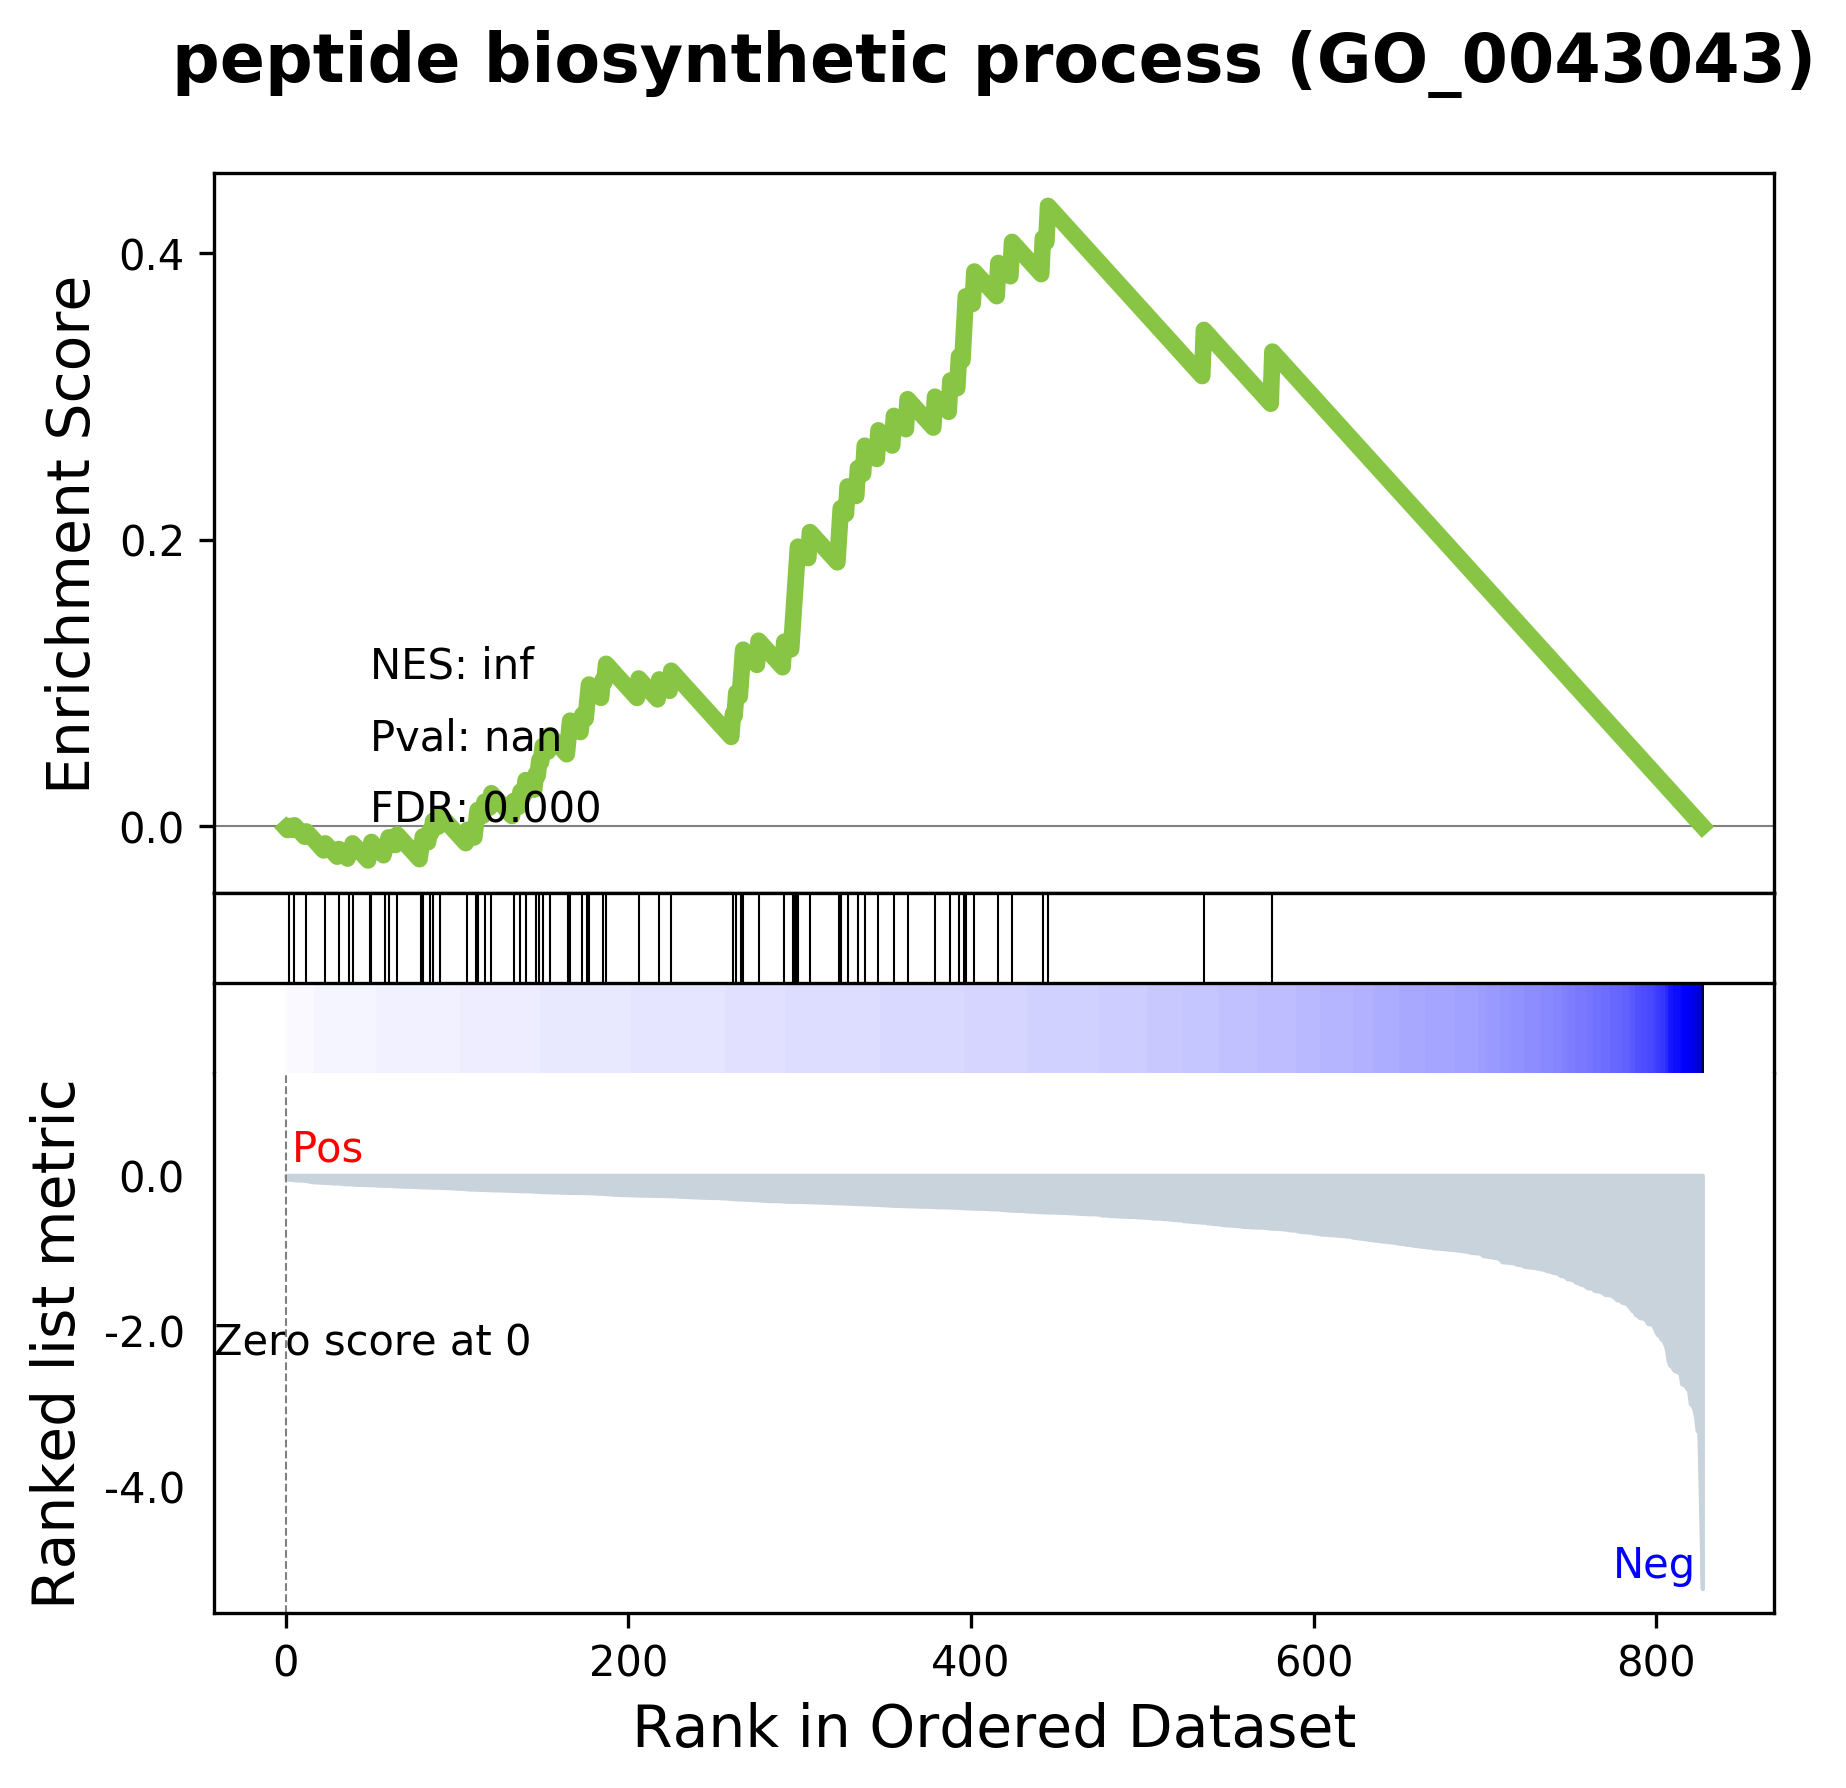 peptide biosynthetic process (GO_0043043)
Enrichment Score
0.4
0.2
0.0
NES: inf
Pval: nan
FDR: 0.000
Ranked list metric
0.0
-2.0
-4.0
Pos
Zero score at 0
Neg
0 200 400 600 800
Rank in Ordered Dataset